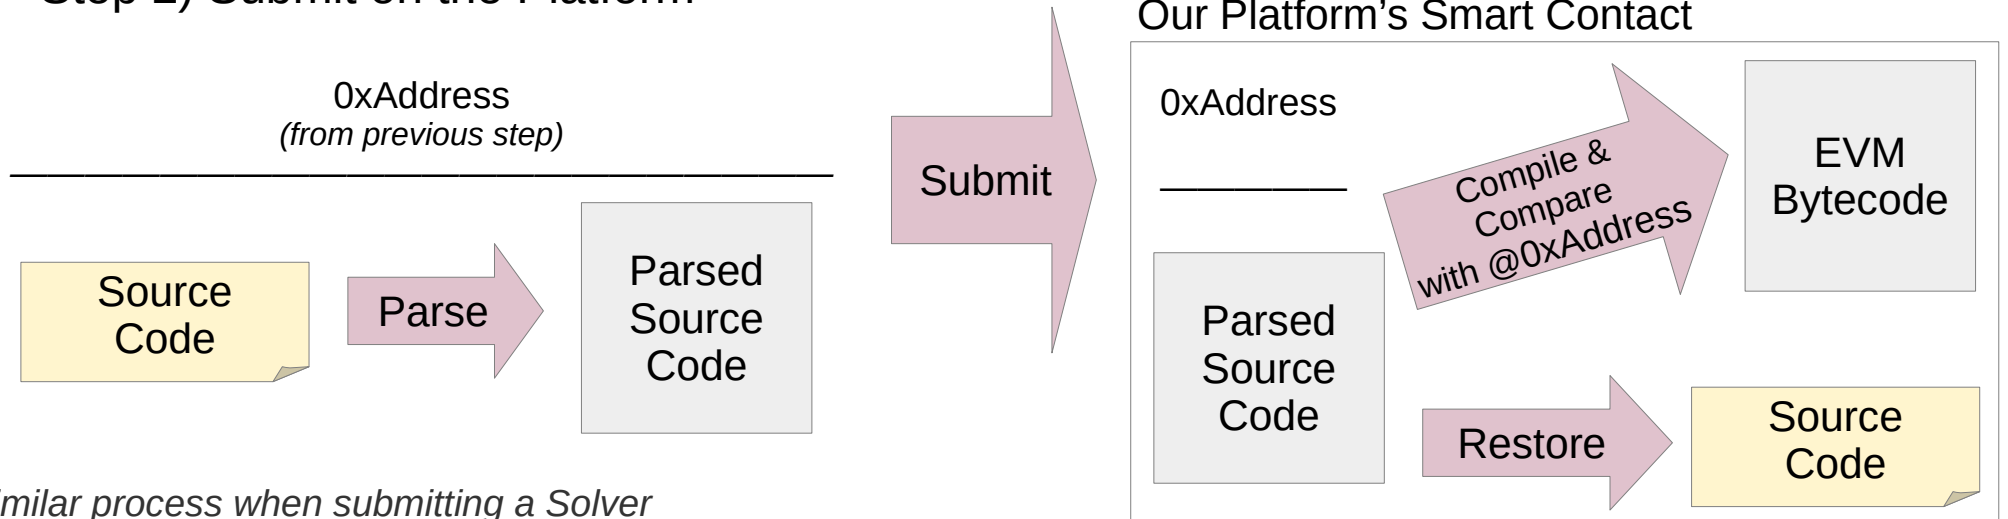 Step 2) Submit on the Platform
0xAddress
(from previous step)
Source
Code
Parse
Parsed
Source
Code
similar process when submitting a Solver
Submit
Our Platform's Smart Contact
0xAddress
Compile &
Compare
with @0xAddress
EVM
Bytecode
Parsed
Source
Code
Restore
Source
Code